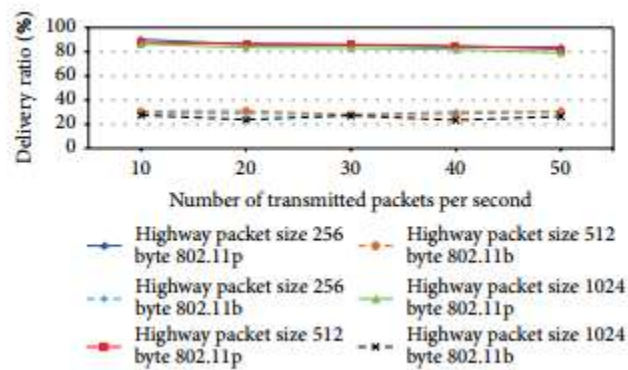 Delivery ratio (%)
100
80
60
40
20
0
10 20 30 40 50
Number of transmitted packets per second
Highway packet size 256
byte 802.11p
Highway packet size 256
byte 802.11b
Highway packet size 512
byte 802.11p
Highway packet size 512
byte 802.11b
Highway packet size 1024
byte 802.11p
Highway packet size 1024
byte 802.11b